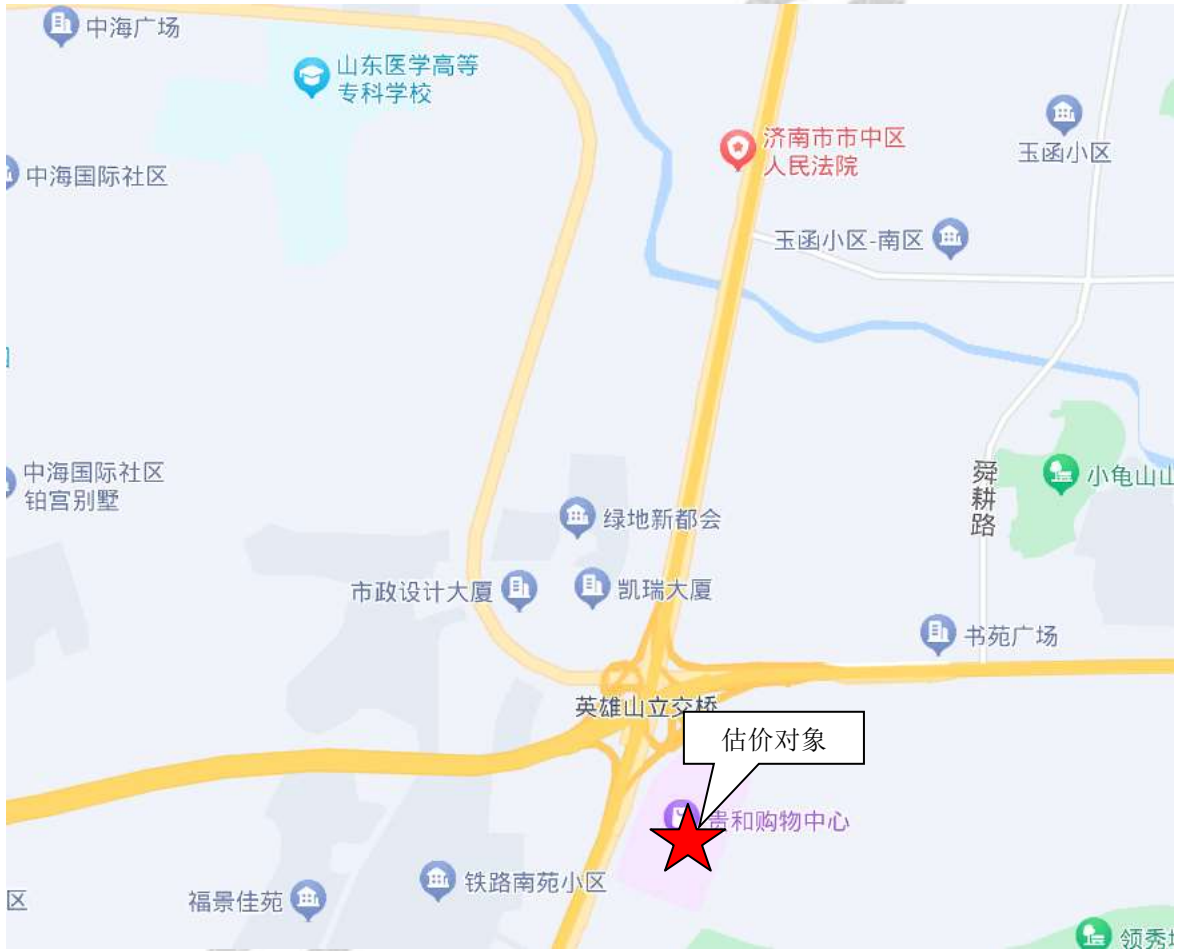 中海广场
山东医学高等
专科学校
济南市市中区
人民法院
玉函小区
中海国际社区
玉函小区-南区
中海国际社区
铂宫别墅
舜耕路
小龟山山
绿地新都会
市政设计大厦
凯瑞大厦
书苑广场
英雄山立交桥
估价对象
贵和购物中心
铁路南苑小区
福景佳苑
区
领秀